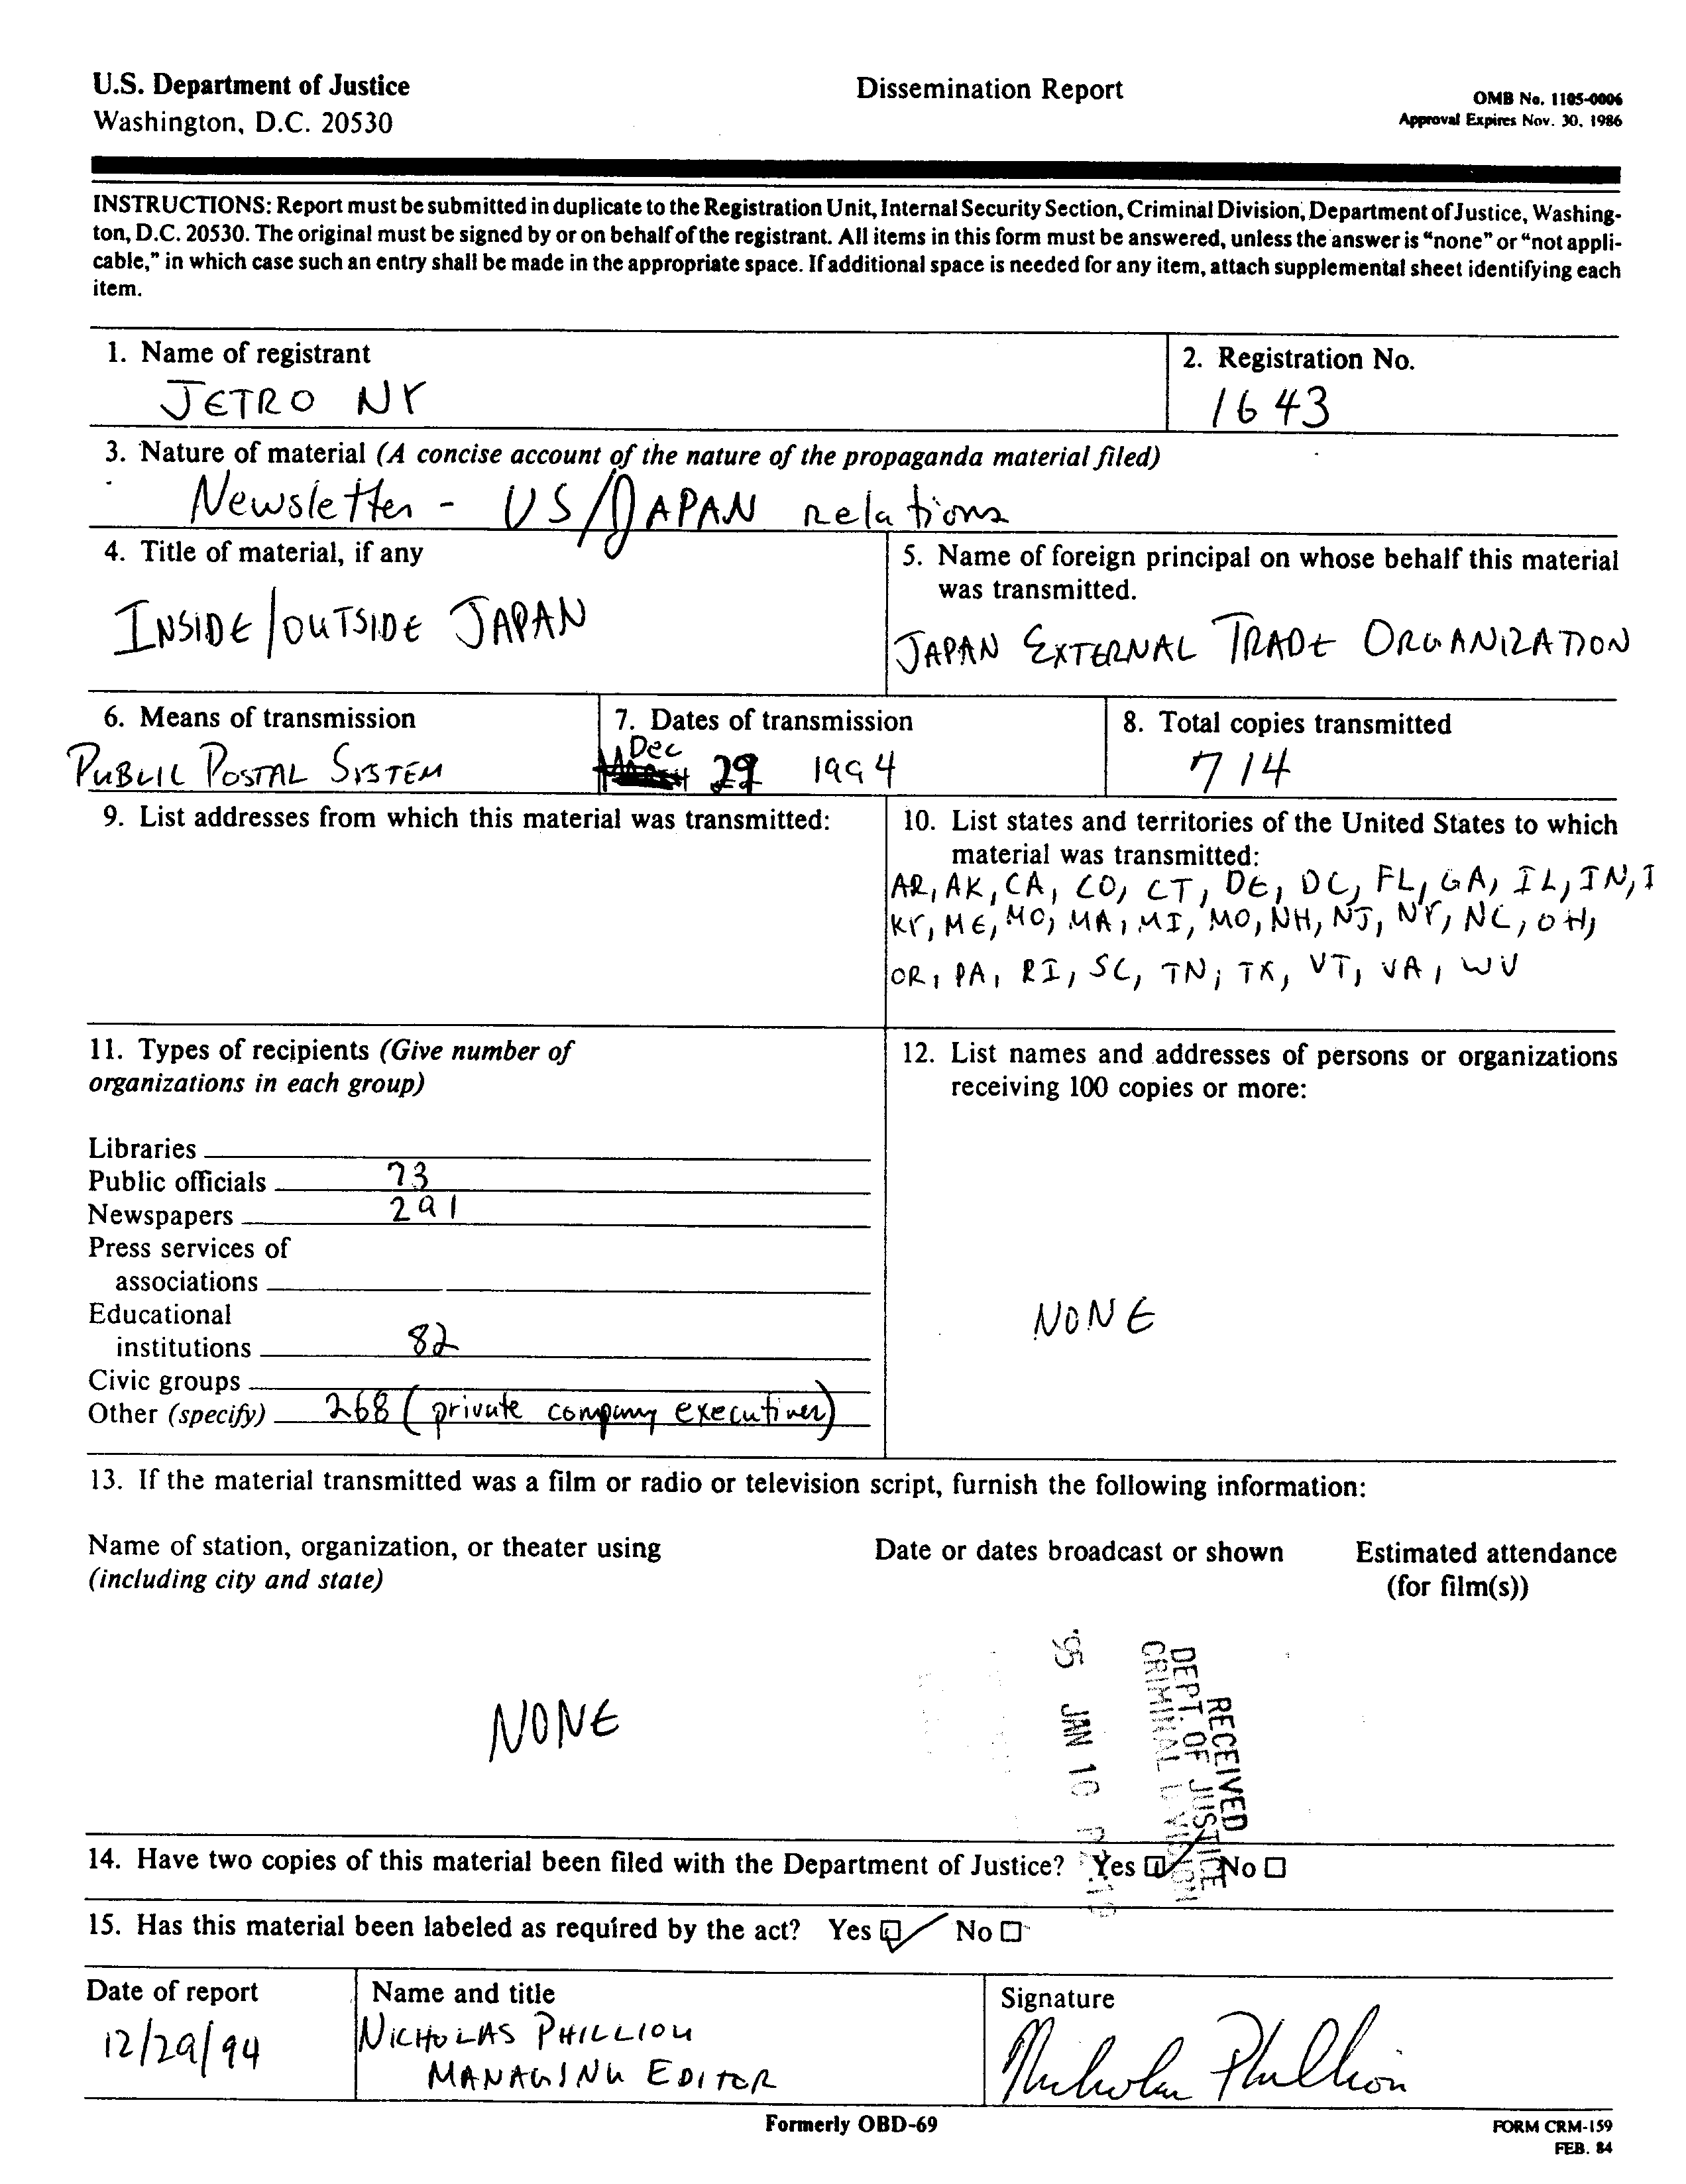 U.S. Department of Justice
Washington, D.C. 20530
Dissemination Report
OMB No. 1105-0006
Approval Expires Nov. 30, 1986
INSTRUCTIONS: Report must be submitted in duplicate to the Registration Unit, Internal Security Section, Criminal Division, Department of Justice, Washing-
ton, D.C. 20530. The original must be signed by or on behalf of the registrant. All items in this form must be answered, unless the answer is “none” or “not appli-
cable,” in which case such an entry shall be made in the appropriate space. If additional space is needed for any item, attach supplemental sheet identifying each
item.
1. Name of registrant
JETRO NY
2. Registration No.
1643
3. Nature of material (A concise account of the nature of the propaganda material filed)
Newsletter - US/JAPAN relations
4. Title of material, if any
INSIDE/OUTSIDE JAPAN
5. Name of foreign principal on whose behalf this material
was transmitted.
JAPAN EXTERNAL TRADE ORGANIZATION
6. Means of transmission
PUBLIC POSTAL SYSTEM
7. Dates of transmission
Dec
29 1994
8. Total copies transmitted
714
9. List addresses from which this material was transmitted:
10. List states and territories of the United States to which
material was transmitted:
AR, AK, CA, CO, CT, DE, DC, FL, GA, IL, IN, I
KY, ME, MO, MA, MI, MO, NH, NJ, NY, NC, OH,
OR, PA, RI, SC, TN, TX, VT, VA, WV
11. Types of recipients (Give number of
organizations in each group)
Libraries
Public officials 73
Newspapers 291
Press services of
associations
Educational
institutions 82
Civic groups
Other (specify) 268 (private company executives)
12. List names and addresses of persons or organizations
receiving 100 copies or more:
NONE
13. If the material transmitted was a film or radio or television script, furnish the following information:
Name of station, organization, or theater using
(including city and state)
Date or dates broadcast or shown
Estimated attendance
(for film(s))
NONE
RECEIVED
DEPT. OF JUSTICE
CRIMINAL DIVISION
'95 JAN 10
14. Have two copies of this material been filed with the Department of Justice? Yes No
15. Has this material been labeled as required by the act? Yes No
Date of report
12/29/94
Name and title
NICHOLAS PHILLION
MANAGING EDITOR
Signature
Nicholas Phillion
Formerly OBD-69
FORM CRM-159
FEB. 84